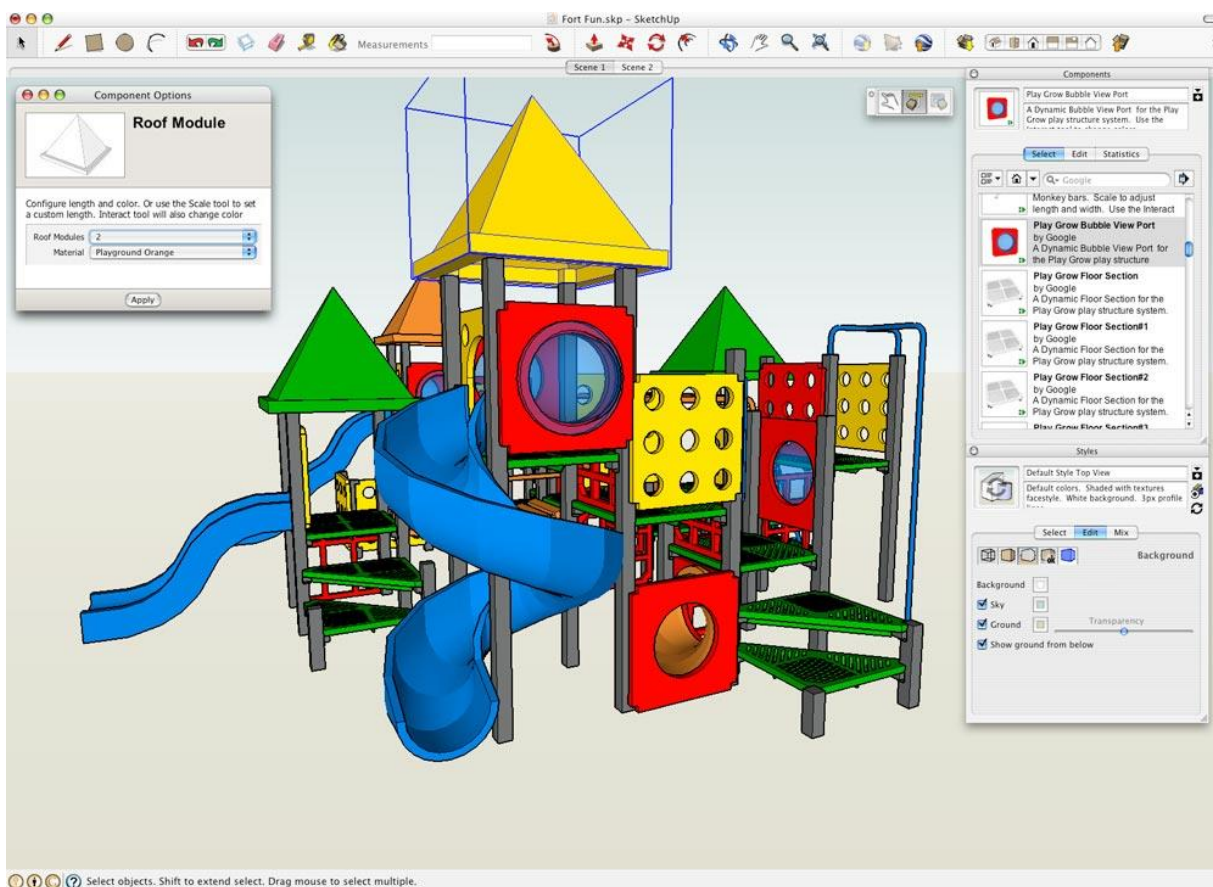 Fort Fun.skp – SketchUp
Measurements
Scene 1 Scene 2
Component Options
Roof Module
Configure length and color. Or use the Scale tool to set
a custom length. Interact tool will also change color
Roof Modules 2
Material Playground Orange
Apply
Components
Play Grow Bubble View Port
A Dynamic Bubble View Port for the Play
Grow play structure system. Use the
Select Edit Statistics
Google
Monkey bars. Scale to adjust
length and width. Use the Interact
Play Grow Bubble View Port
by Google
A Dynamic Bubble View Port for
the Play Grow play structure
Play Grow Floor Section
by Google
A Dynamic Floor Section for the
Play Grow play structure system.
Play Grow Floor Section#1
by Google
A Dynamic Floor Section for the
Play Grow play structure system.
Play Grow Floor Section#2
by Google
A Dynamic Floor Section for the
Play Grow play structure system.
Play Grow Floor Section#3
Styles
Default Style Top View
Default colors. Shaded with textures
facestyle. White background. 3px profile
Select Edit Mix
Background
Background
Sky
Ground
Transparency
Show ground from below
Select objects. Shift to extend select. Drag mouse to select multiple.